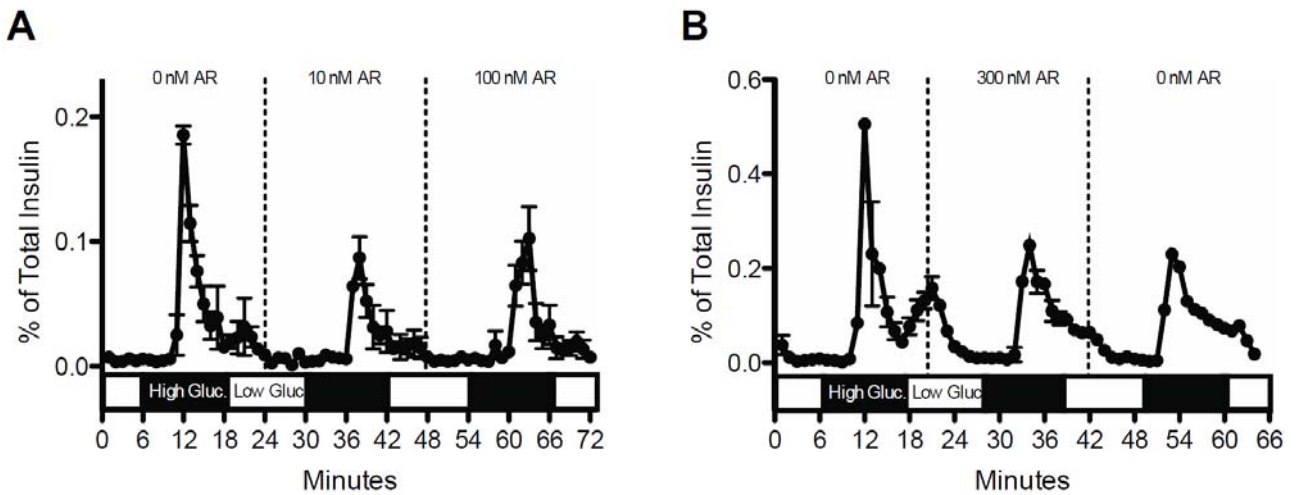 A
0 nM AR 10 nM AR 100 nM AR
0.2
0.1
0.0
% of Total Insulin
High Gluc. Low Gluc
0 6 12 18 24 30 36 42 48 54 60 66 72
Minutes
B
0 nM AR 300 nM AR 0 nM AR
0.6
0.4
0.2
0.0
% of Total Insulin
High Gluc. Low Gluc
0 6 12 18 24 30 36 42 48 54 60 66
Minutes